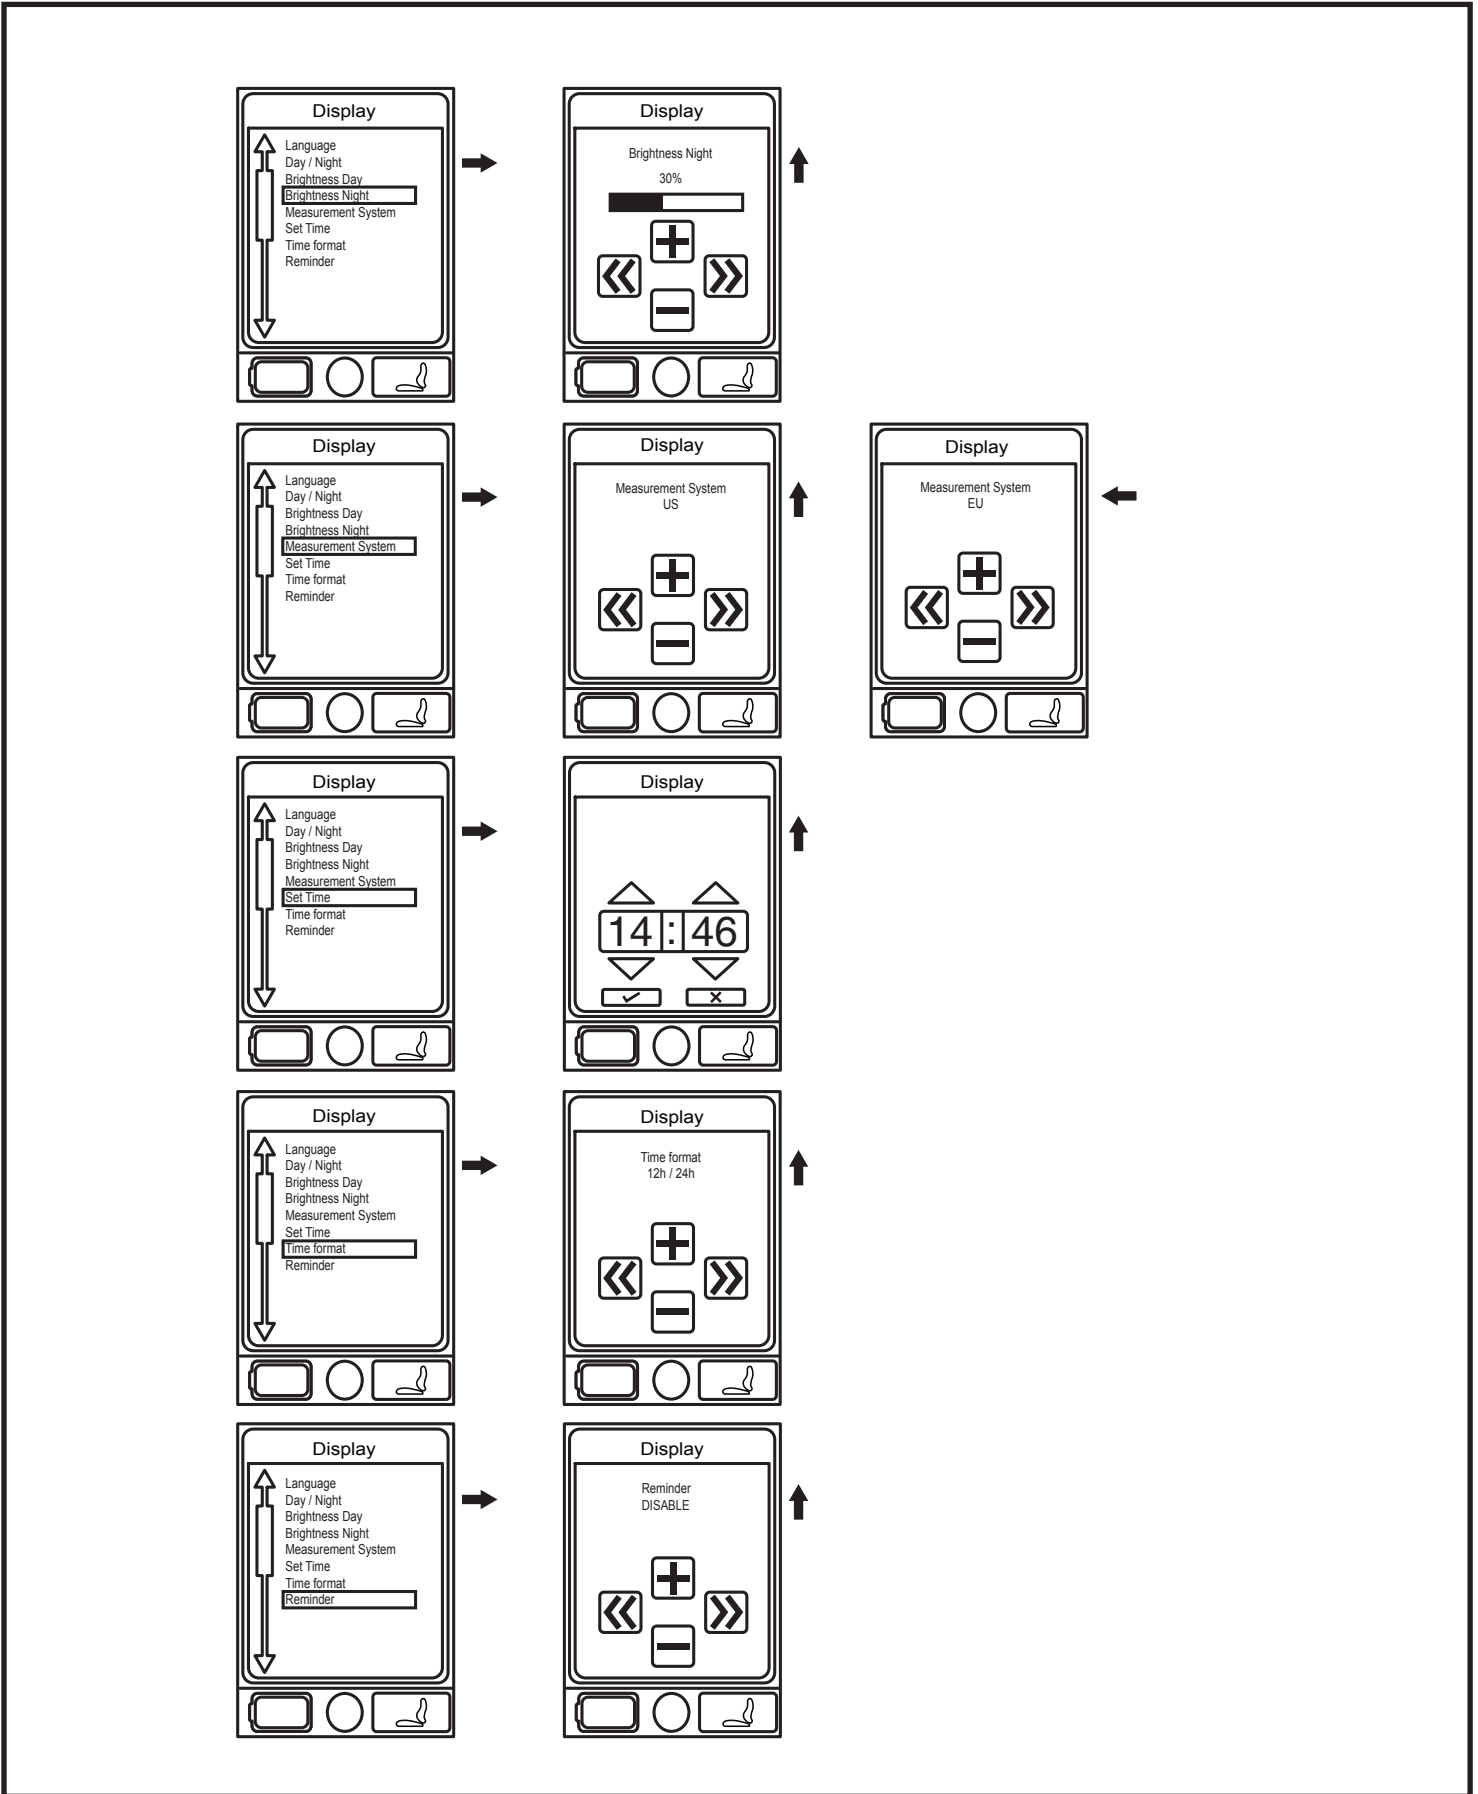 Display
Language
Day / Night
Brightness Day
Brightness Night
Measurement System
Set Time
Time format
Reminder
Display
Brightness Night
30%
Display
Language
Day / Night
Brightness Day
Brightness Night
Measurement System
Set Time
Time format
Reminder
Display
Measurement System
US
Display
Measurement System
EU
Display
Language
Day / Night
Brightness Day
Brightness Night
Measurement System
Set Time
Time format
Reminder
Display
14 : 46
Display
Language
Day / Night
Brightness Day
Brightness Night
Measurement System
Set Time
Time format
Reminder
Display
Time format
12h / 24h
Display
Language
Day / Night
Brightness Day
Brightness Night
Measurement System
Set Time
Time format
Reminder
Display
Reminder
DISABLE